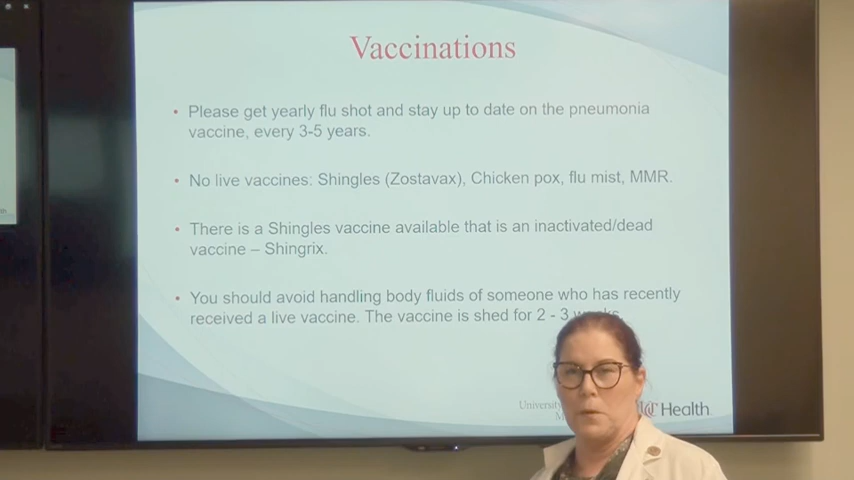 Vaccinations
• Please get yearly flu shot and stay up to date on the pneumonia
vaccine, every 3-5 years.
• No live vaccines: Shingles (Zostavax), Chicken pox, flu mist, MMR.
• There is a Shingles vaccine available that is an inactivated/dead
vaccine – Shingrix.
• You should avoid handling body fluids of someone who has recently
received a live vaccine. The vaccine is shed for 2 - 3
University
Health